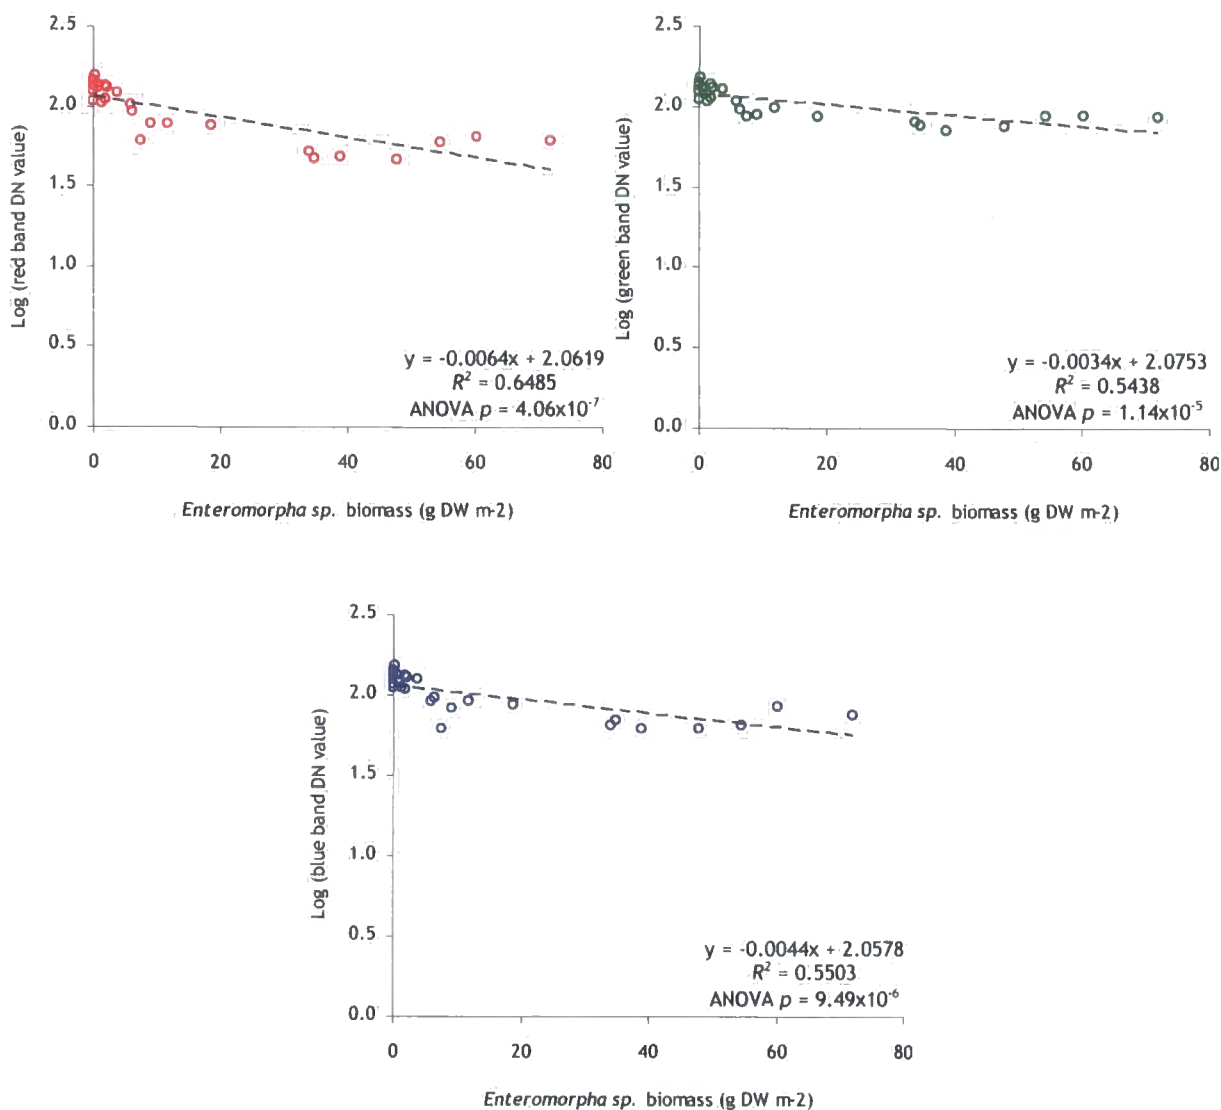 2.5
2.0
1.5
1.0
0.5
0.0
Log (red band DN value)
y = -0.0064x + 2.0619
R² = 0.6485
ANOVA p = 4.06x10⁻⁷
0 20 40 60 80
Enteromorpha sp. biomass (g DW m-2)
2.5
2.0
1.5
1.0
0.5
0.0
Log (green band DN value)
y = -0.0034x + 2.0753
R² = 0.5438
ANOVA p = 1.14x10⁻⁵
0 20 40 60 80
Enteromorpha sp. biomass (g DW m-2)
2.5
2.0
1.5
1.0
0.5
0.0
Log (blue band DN value)
y = -0.0044x + 2.0578
R² = 0.5503
ANOVA p = 9.49x10⁻⁶
0 20 40 60 80
Enteromorpha sp. biomass (g DW m-2)